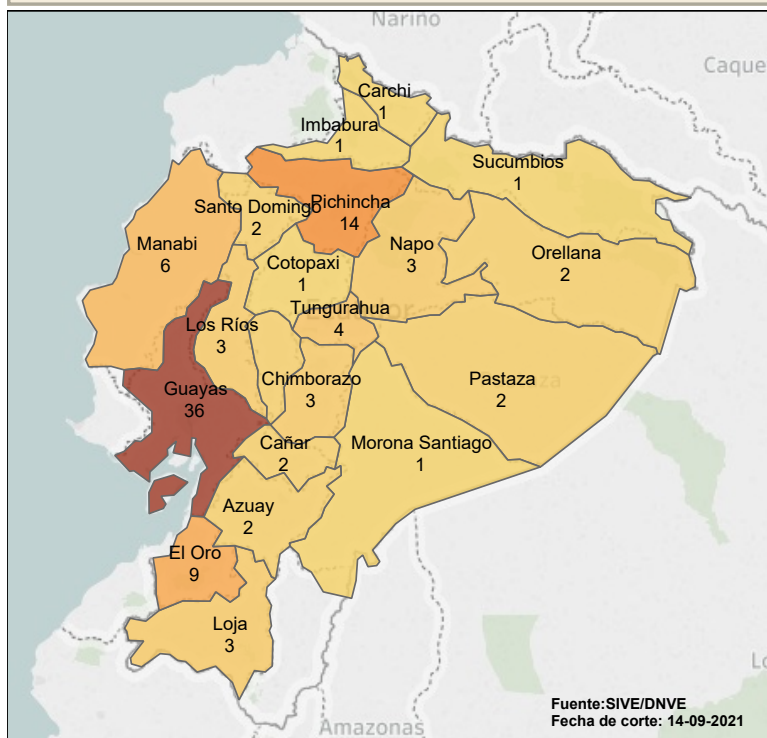 Nariño
Caque
Carchi
1
Imbabura
1
Sucumbios
1
Pichincha
14
Santo Domingo
2
Manabi
6
Napo
3
Orellana
2
Cotopaxi
1
Tungurahua
4
Los Ríos
3
Chimborazo
3
Pastaza
2
Guayas
36
Cañar
2
Morona Santiago
1
Azuay
2
El Oro
9
Loja
3
Lo
Amazonas
Fuente:SIVE/DNVE
Fecha de corte: 14-09-2021